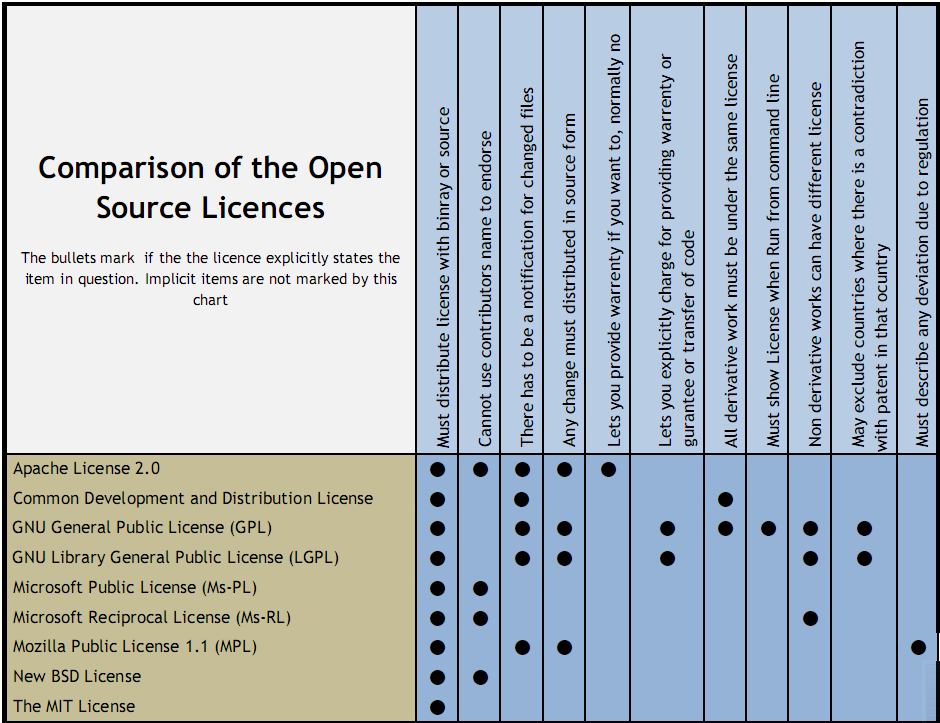 Comparison of the Open
Source Licences
The bullets mark if the the licence explicitly states the
item in question. Implicit items are not marked by this
chart
Must distribute license with binray or source
Cannot use contributors name to endorse
There has to be a notification for changed files
Any change must distributed in source form
Lets you provide warrenty if you want to, normally no
Lets you explicitly charge for providing warrenty or
gurantee or transfer of code
All derivative work must be under the same license
Must show License when Run from command line
Non derivative works can have different license
May exclude countries where there is a contradiction
with patent in that ocuntry
Must describe any deviation due to regulation
Apache License 2.0
Common Development and Distribution License
GNU General Public License (GPL)
GNU Library General Public License (LGPL)
Microsoft Public License (Ms-PL)
Microsoft Reciprocal License (Ms-RL)
Mozilla Public License 1.1 (MPL)
New BSD License
The MIT License